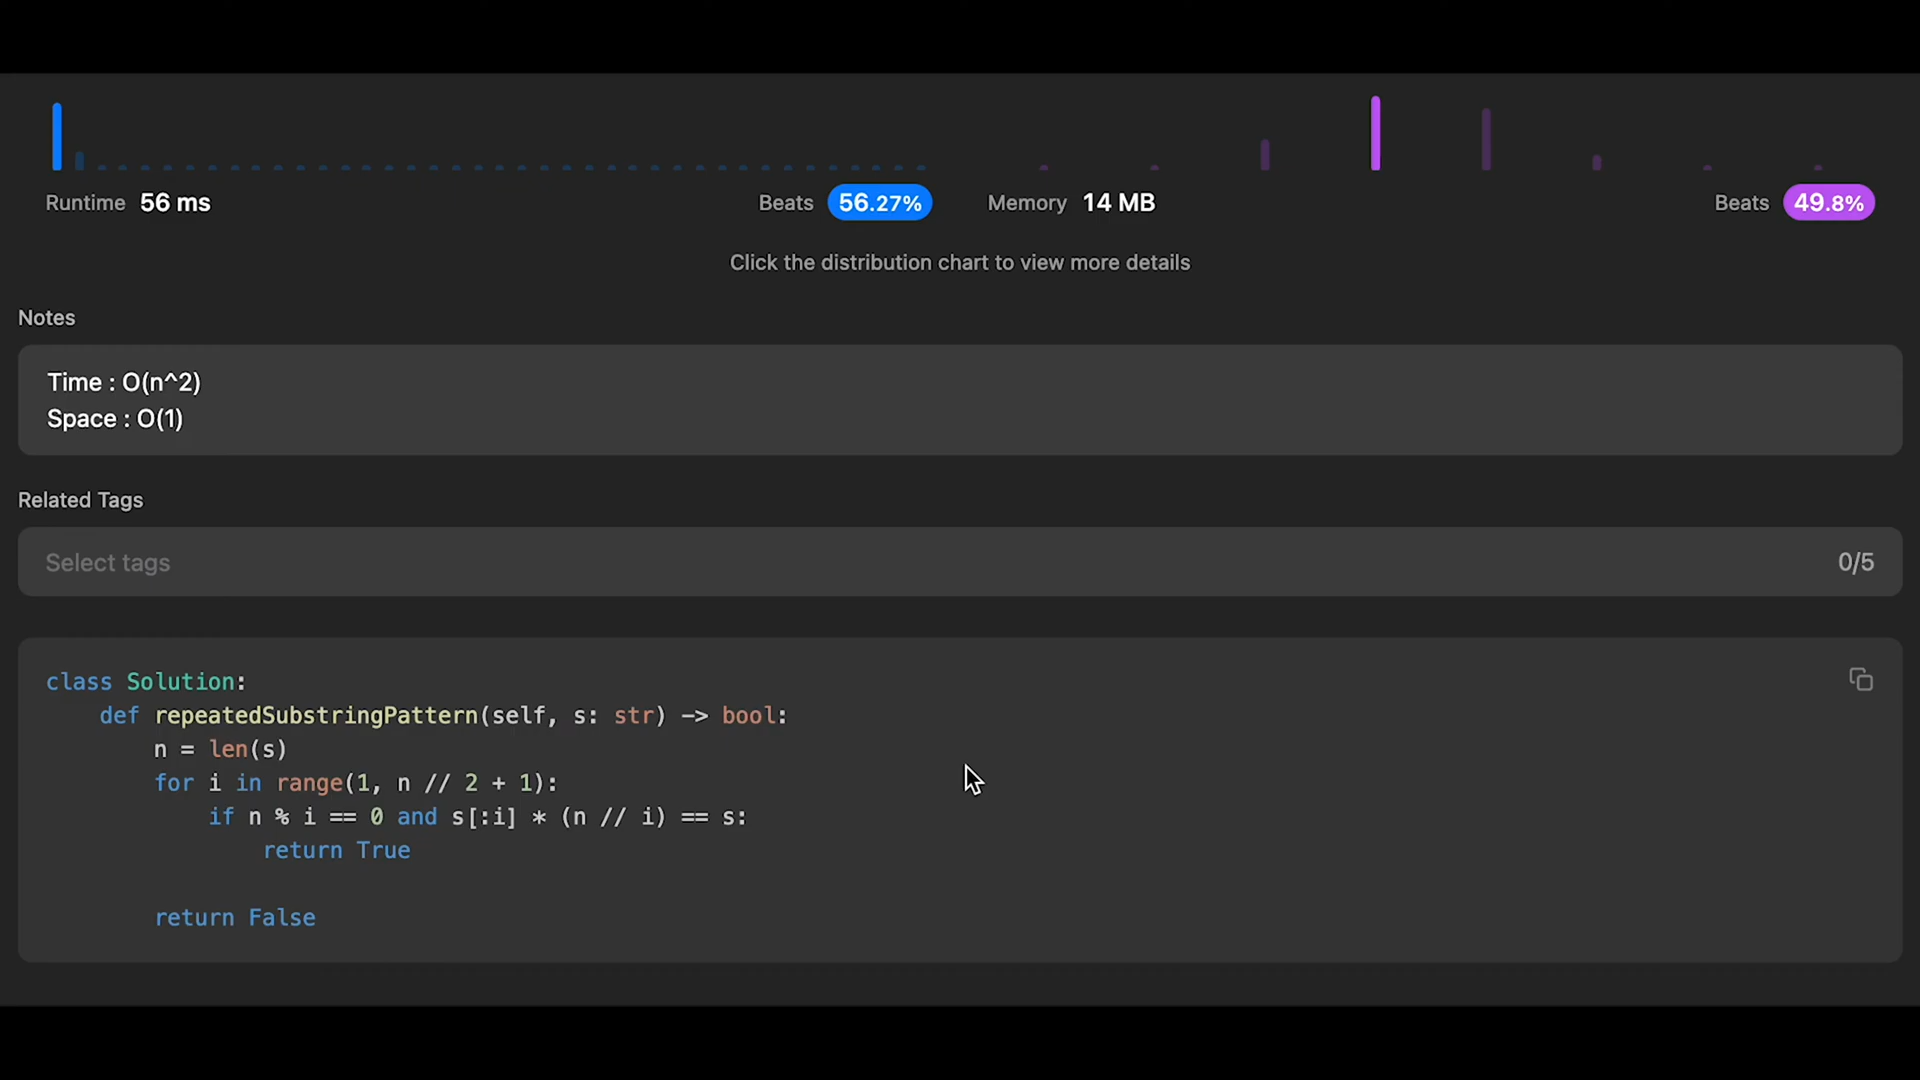 Runtime 56 ms Beats 56.27% Memory 14 MB Beats 49.8%
Click the distribution chart to view more details
Notes
Time : O(n^2)
Space : O(1)
Related Tags
Select tags 0/5
class Solution:
    def repeatedSubstringPattern(self, s: str) -> bool:
        n = len(s)
        for i in range(1, n // 2 + 1):
            if n % i == 0 and s[:i] * (n // i) == s:
                return True
        return False